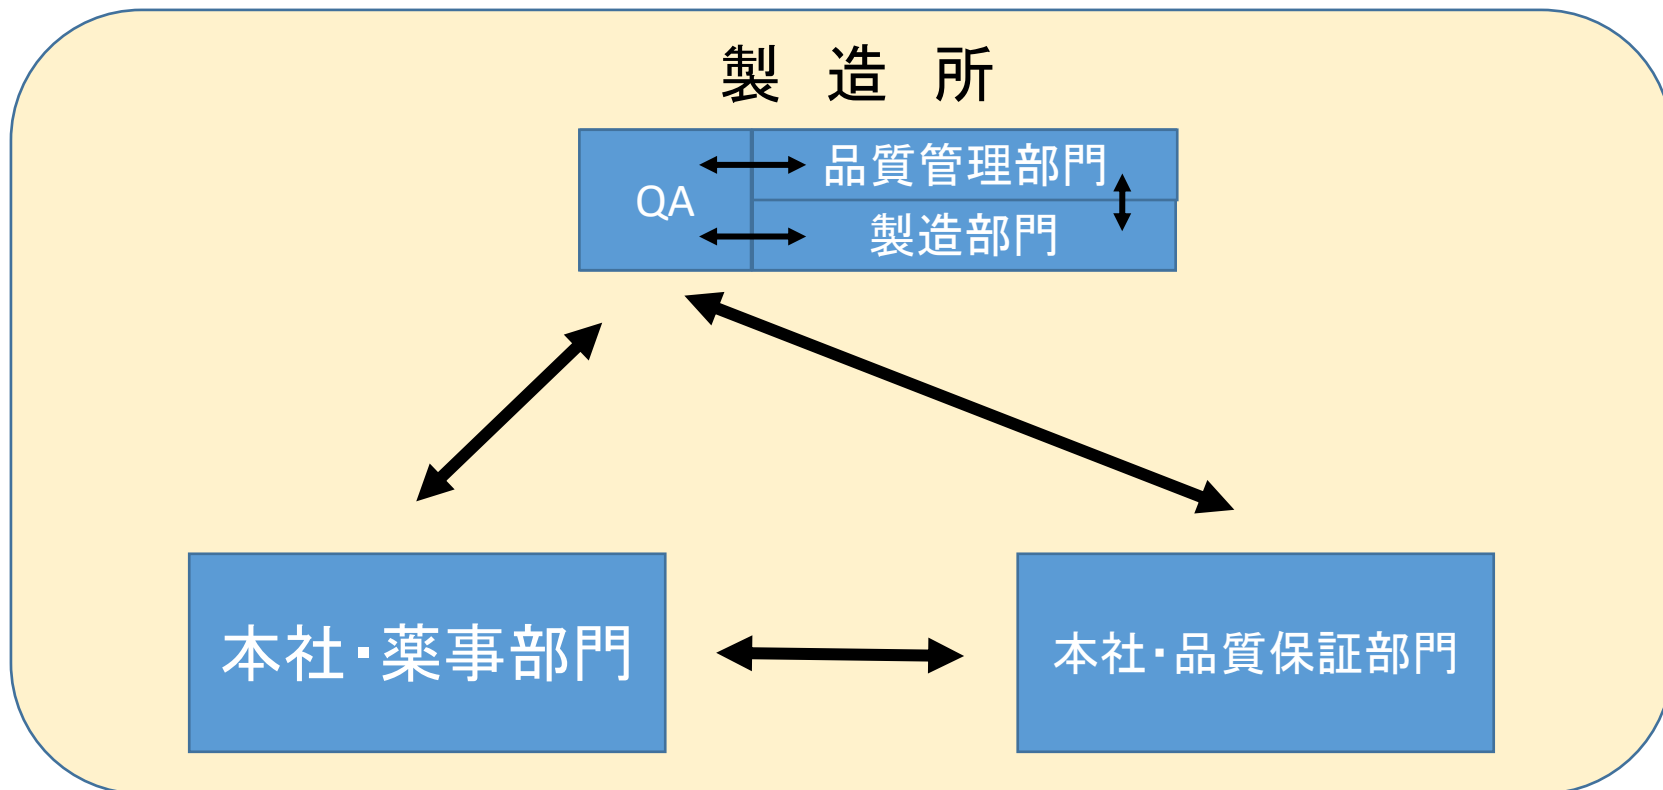 製　造　所
QA
品質管理部門
製造部門
本社・薬事部門
本社・品質保証部門